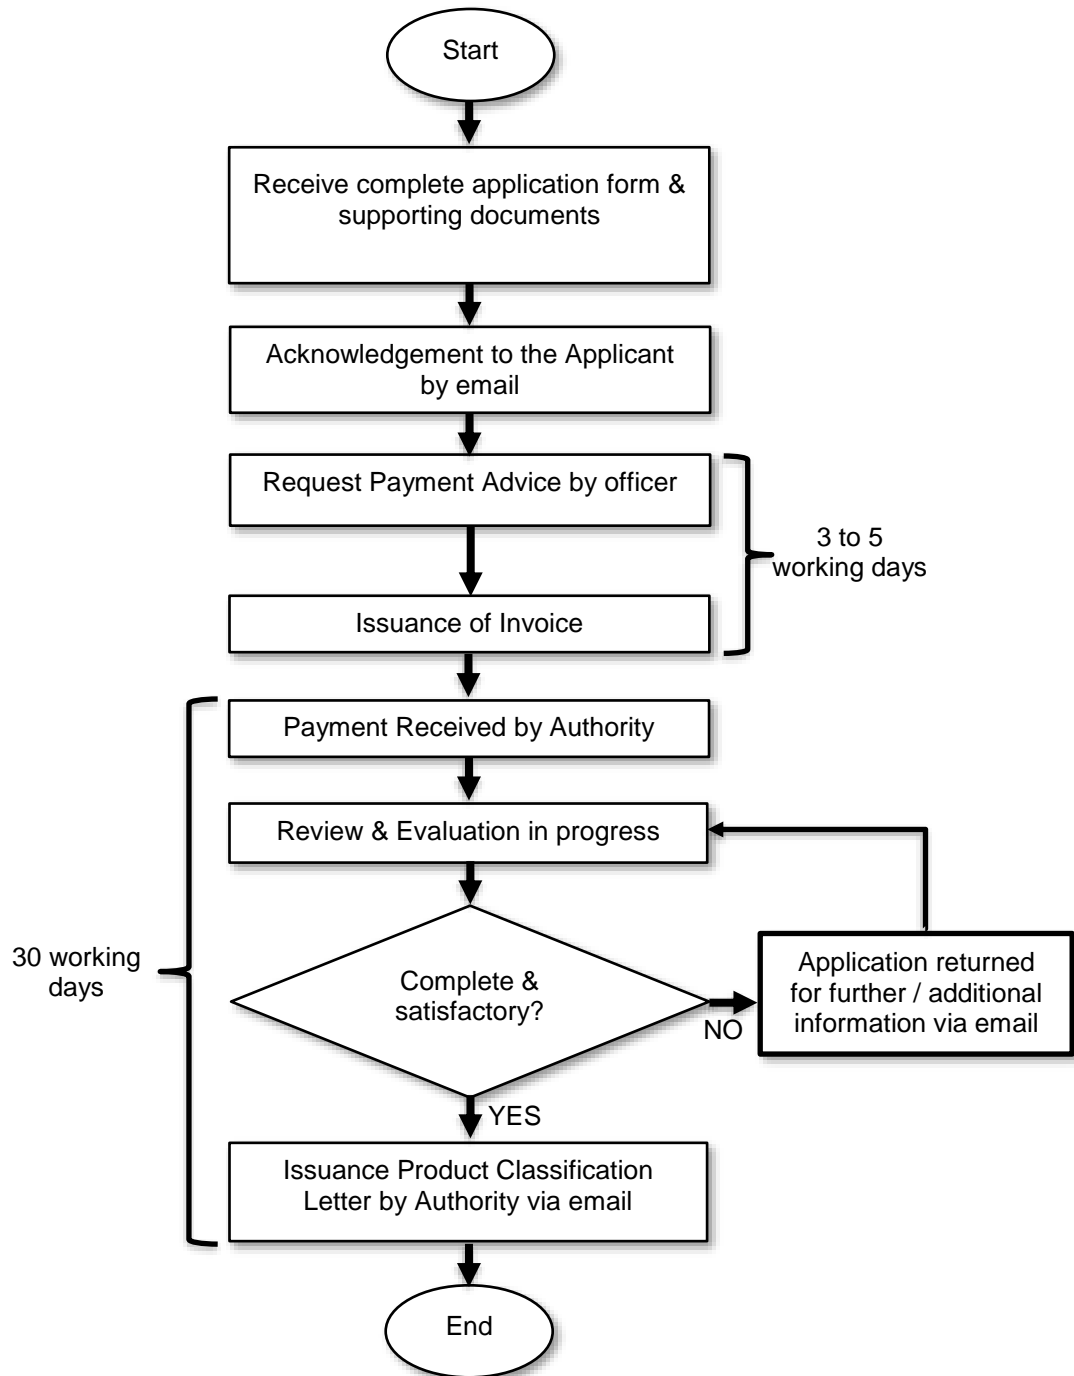 Start
Receive complete application form &
supporting documents
Acknowledgement to the Applicant
by email
Request Payment Advice by officer
3 to 5
working days
Issuance of Invoice
Payment Received by Authority
Review & Evaluation in progress
30 working
days
Complete &
satisfactory?
NO
Application returned
for further / additional
information via email
YES
Issuance Product Classification
Letter by Authority via email
End